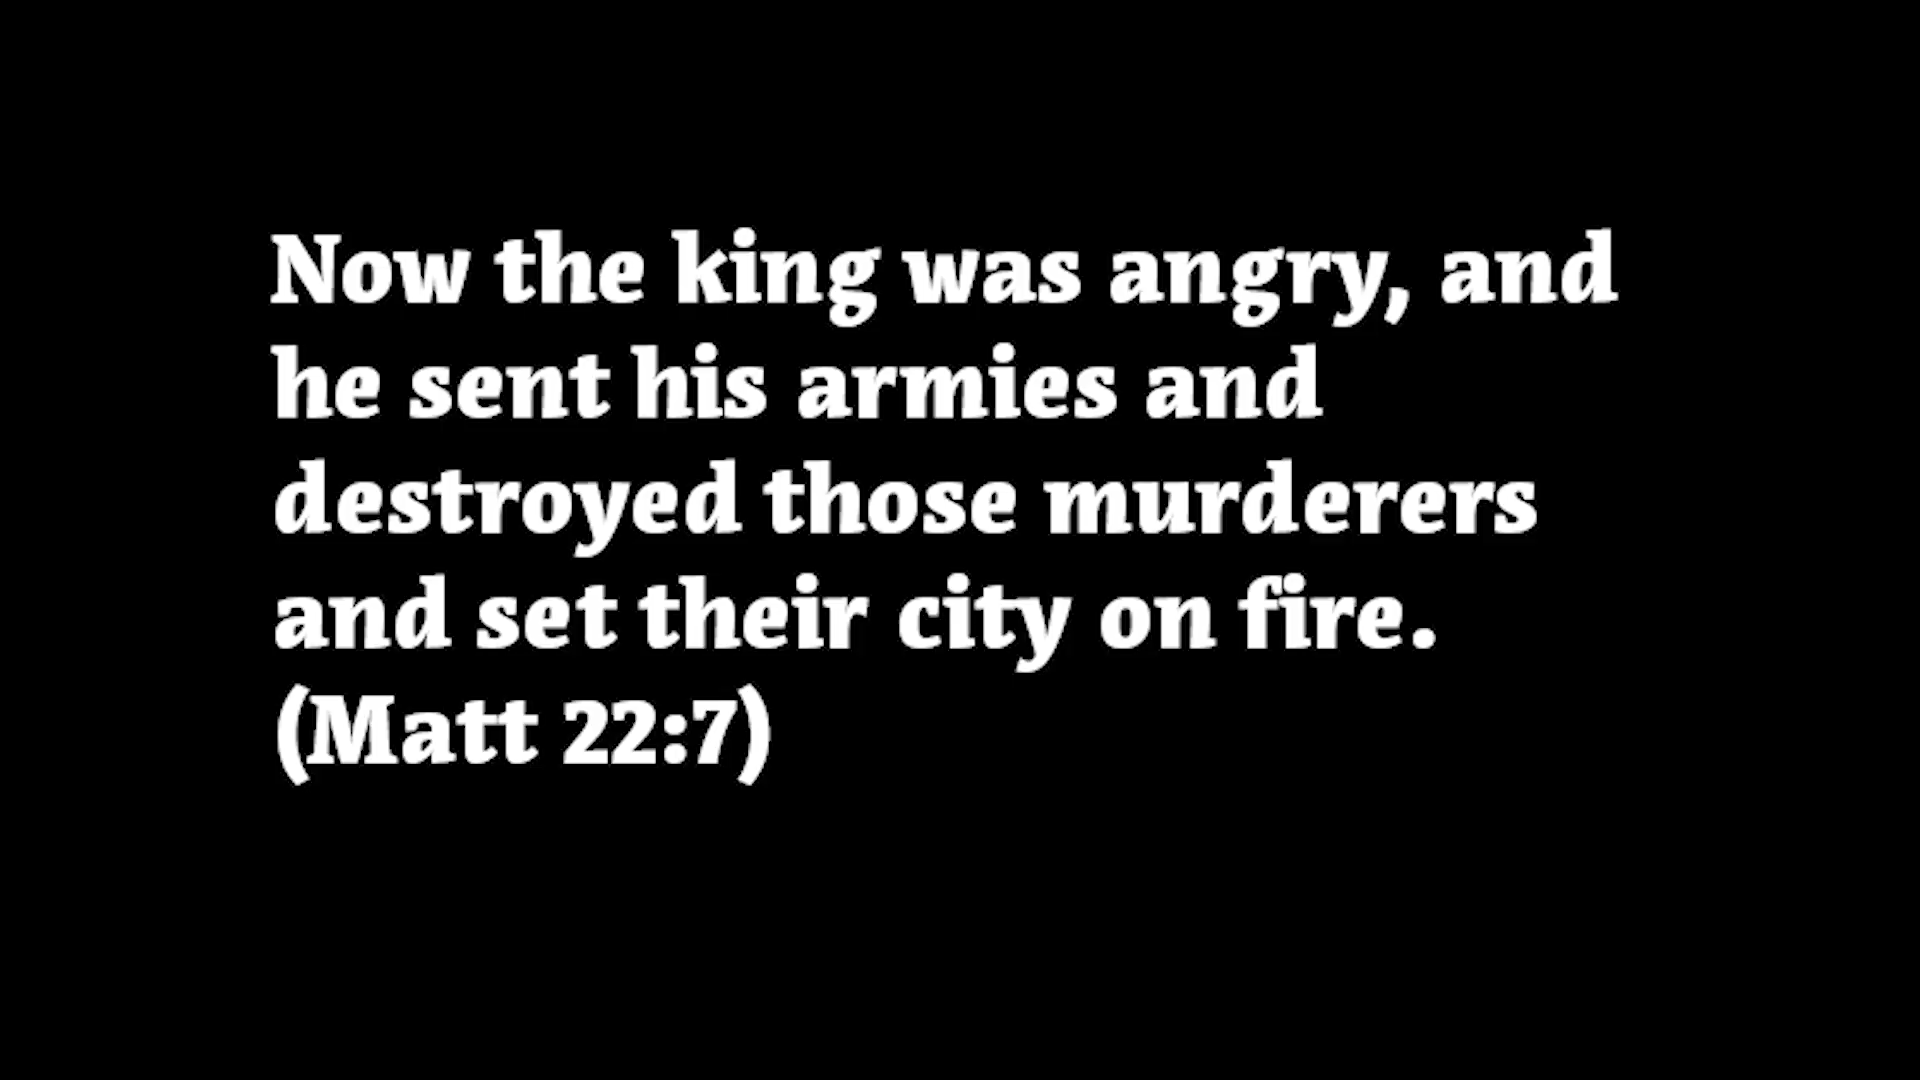 Now the king was angry, and
he sent his armies and
destroyed those murderers
and set their city on fire.
(Matt 22:7)